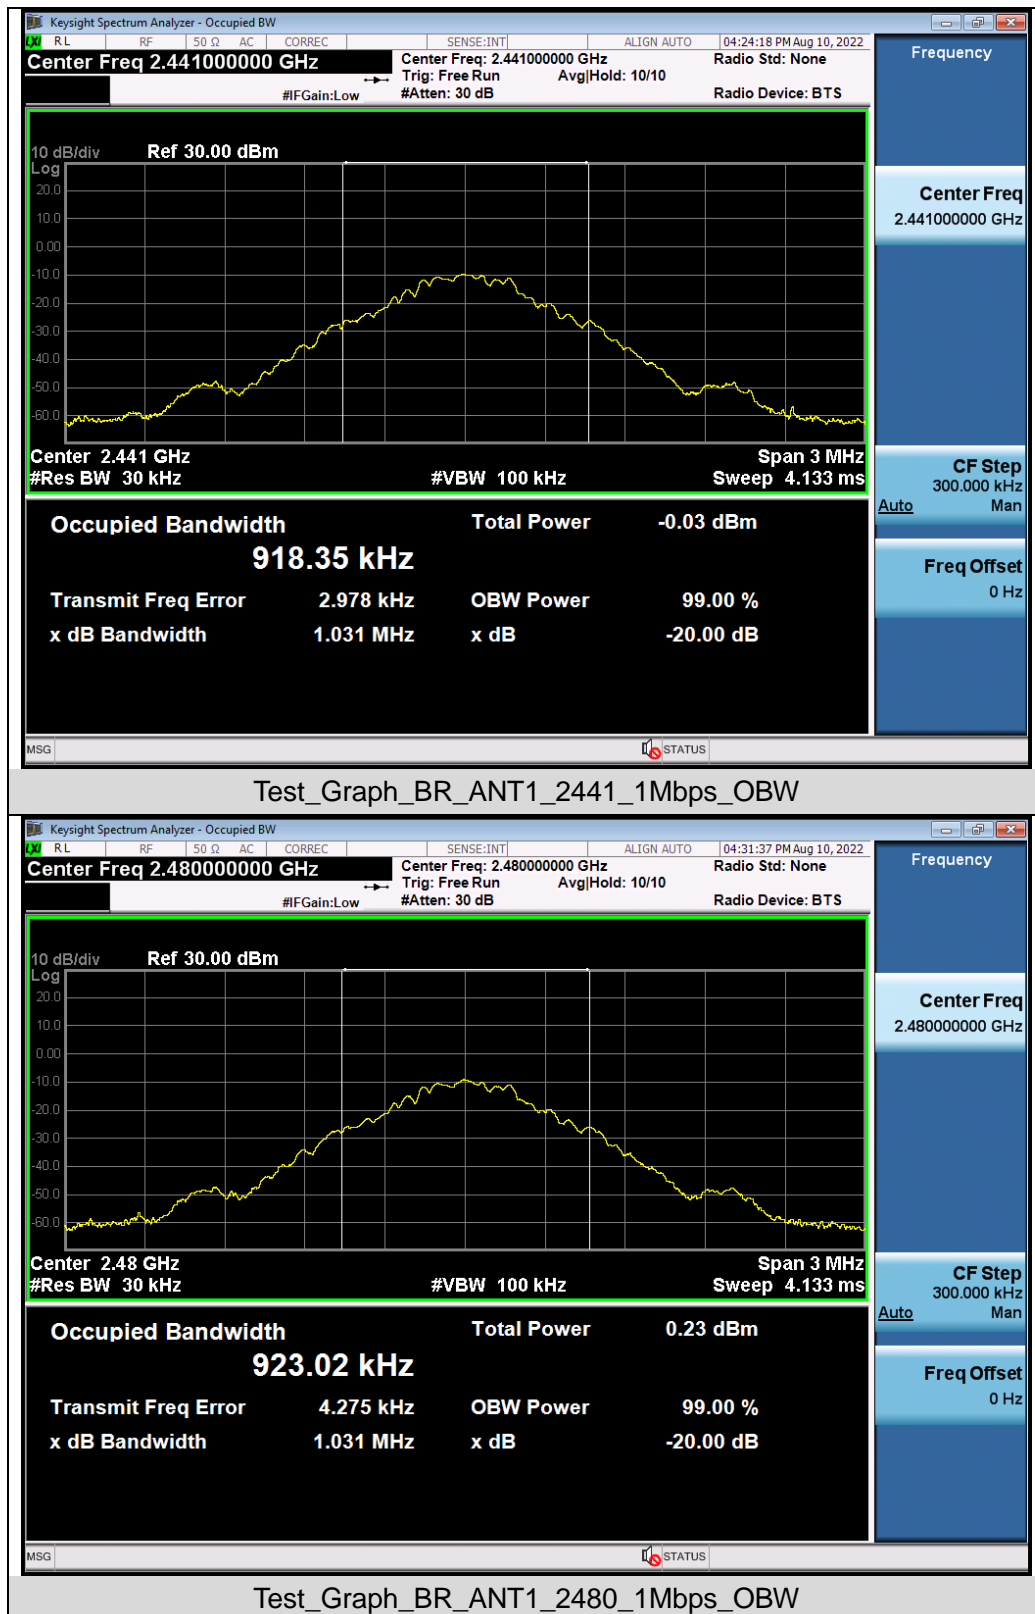 Keysight Spectrum Analyzer - Occupied BW
LXI RL RF 50 Ω AC CORREC SENSE:INT ALIGN AUTO 04:24:18 PM Aug 10, 2022
Center Freq 2.441000000 GHz Center Freq: 2.441000000 GHz Radio Std: None Frequency
Trig: Free Run Avg|Hold: 10/10
#IFGain:Low #Atten: 30 dB Radio Device: BTS
10 dB/div Ref 30.00 dBm
Log
20.0
Center Freq
10.0
2.441000000 GHz
0.00
-10.0
-20.0
-30.0
-40.0
-50.0
-60.0
Center 2.441 GHz Span 3 MHz
#Res BW 30 kHz #VBW 100 kHz Sweep 4.133 ms
CF Step
300.000 kHz
Auto Man
Occupied Bandwidth Total Power -0.03 dBm
918.35 kHz
Freq Offset
0 Hz
Transmit Freq Error 2.978 kHz OBW Power 99.00 %
x dB Bandwidth 1.031 MHz x dB -20.00 dB
MSG STATUS
Test_Graph_BR_ANT1_2441_1Mbps_OBW
Keysight Spectrum Analyzer - Occupied BW
LXI RL RF 50 Ω AC CORREC SENSE:INT ALIGN AUTO 04:31:37 PM Aug 10, 2022
Center Freq 2.480000000 GHz Center Freq: 2.480000000 GHz Radio Std: None Frequency
Trig: Free Run Avg|Hold: 10/10
#IFGain:Low #Atten: 30 dB Radio Device: BTS
10 dB/div Ref 30.00 dBm
Log
20.0
Center Freq
10.0
2.480000000 GHz
0.00
-10.0
-20.0
-30.0
-40.0
-50.0
-60.0
Center 2.48 GHz Span 3 MHz
#Res BW 30 kHz #VBW 100 kHz Sweep 4.133 ms
CF Step
300.000 kHz
Auto Man
Occupied Bandwidth Total Power 0.23 dBm
923.02 kHz
Freq Offset
0 Hz
Transmit Freq Error 4.275 kHz OBW Power 99.00 %
x dB Bandwidth 1.031 MHz x dB -20.00 dB
MSG STATUS
Test_Graph_BR_ANT1_2480_1Mbps_OBW